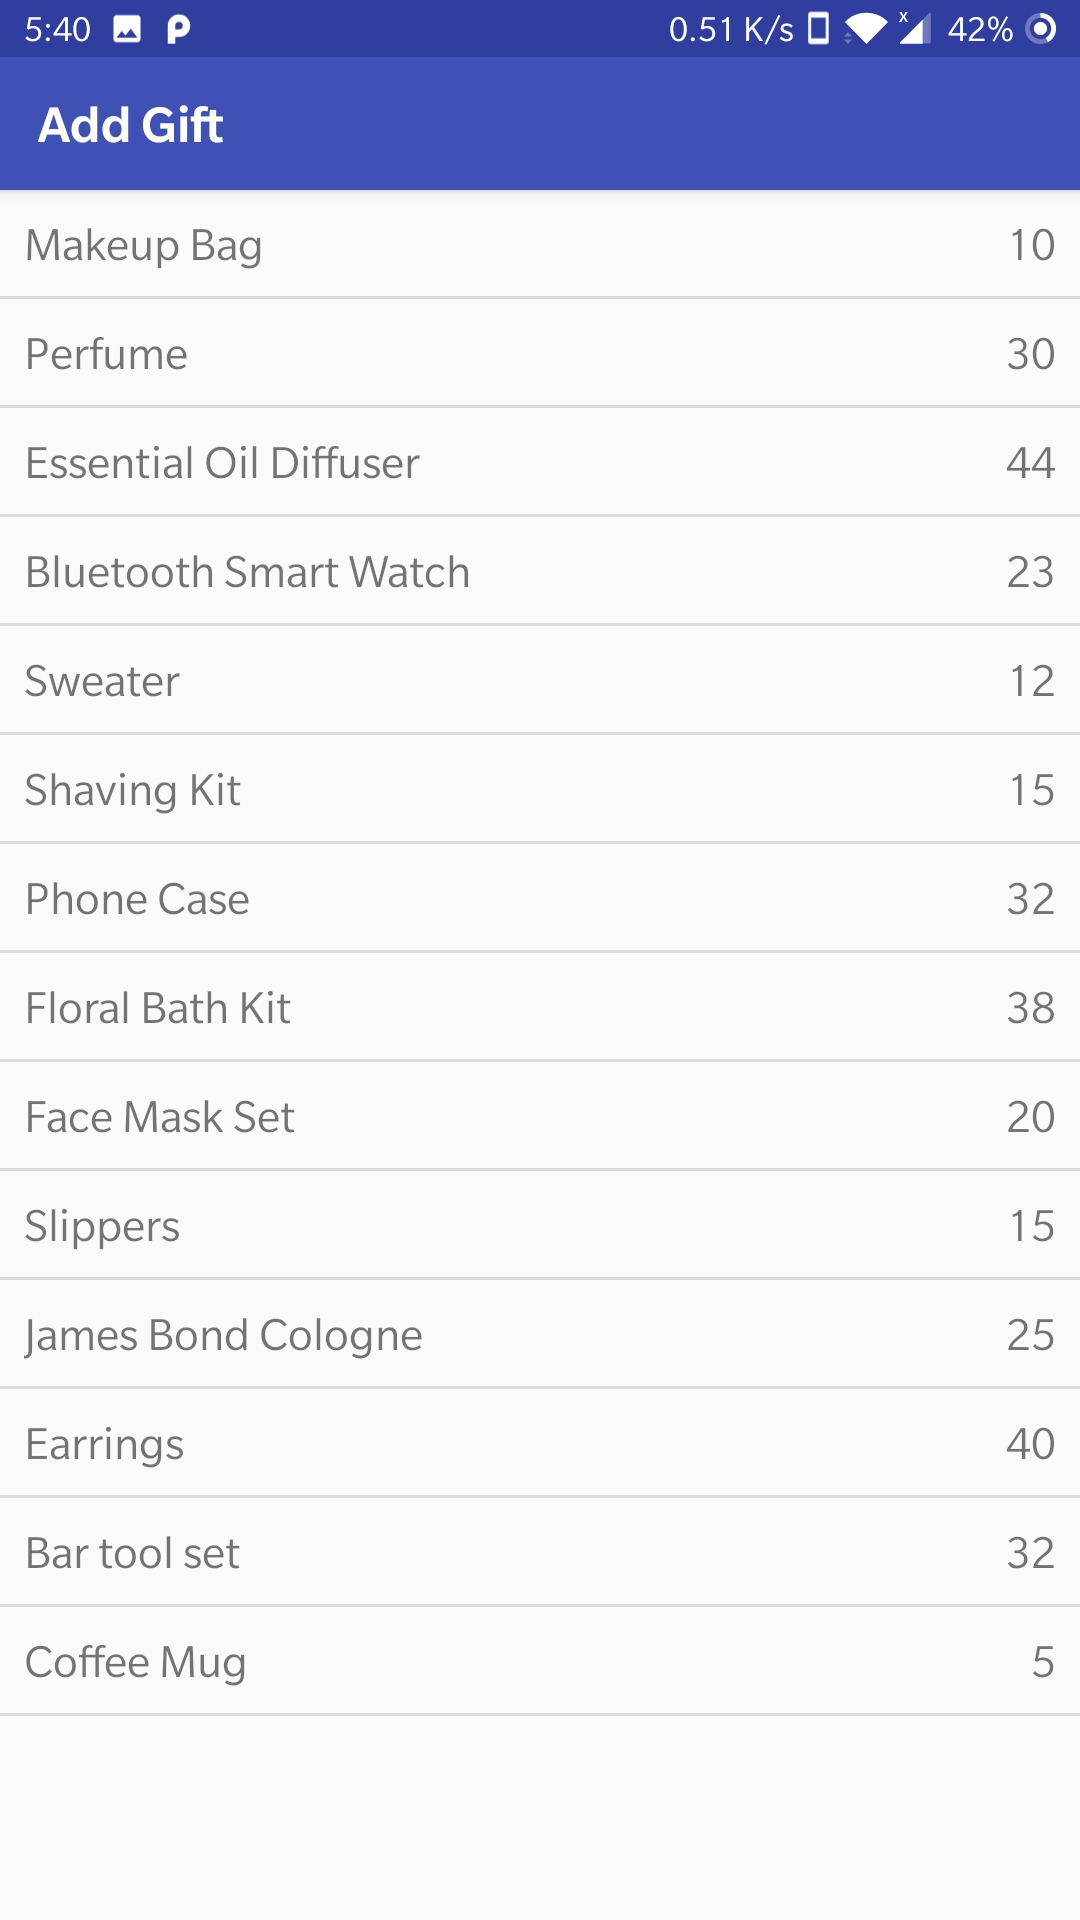 5:40 0.51 K/s x 42%
Add Gift
Makeup Bag 10
Perfume 30
Essential Oil Diffuser 44
Bluetooth Smart Watch 23
Sweater 12
Shaving Kit 15
Phone Case 32
Floral Bath Kit 38
Face Mask Set 20
Slippers 15
James Bond Cologne 25
Earrings 40
Bar tool set 32
Coffee Mug 5